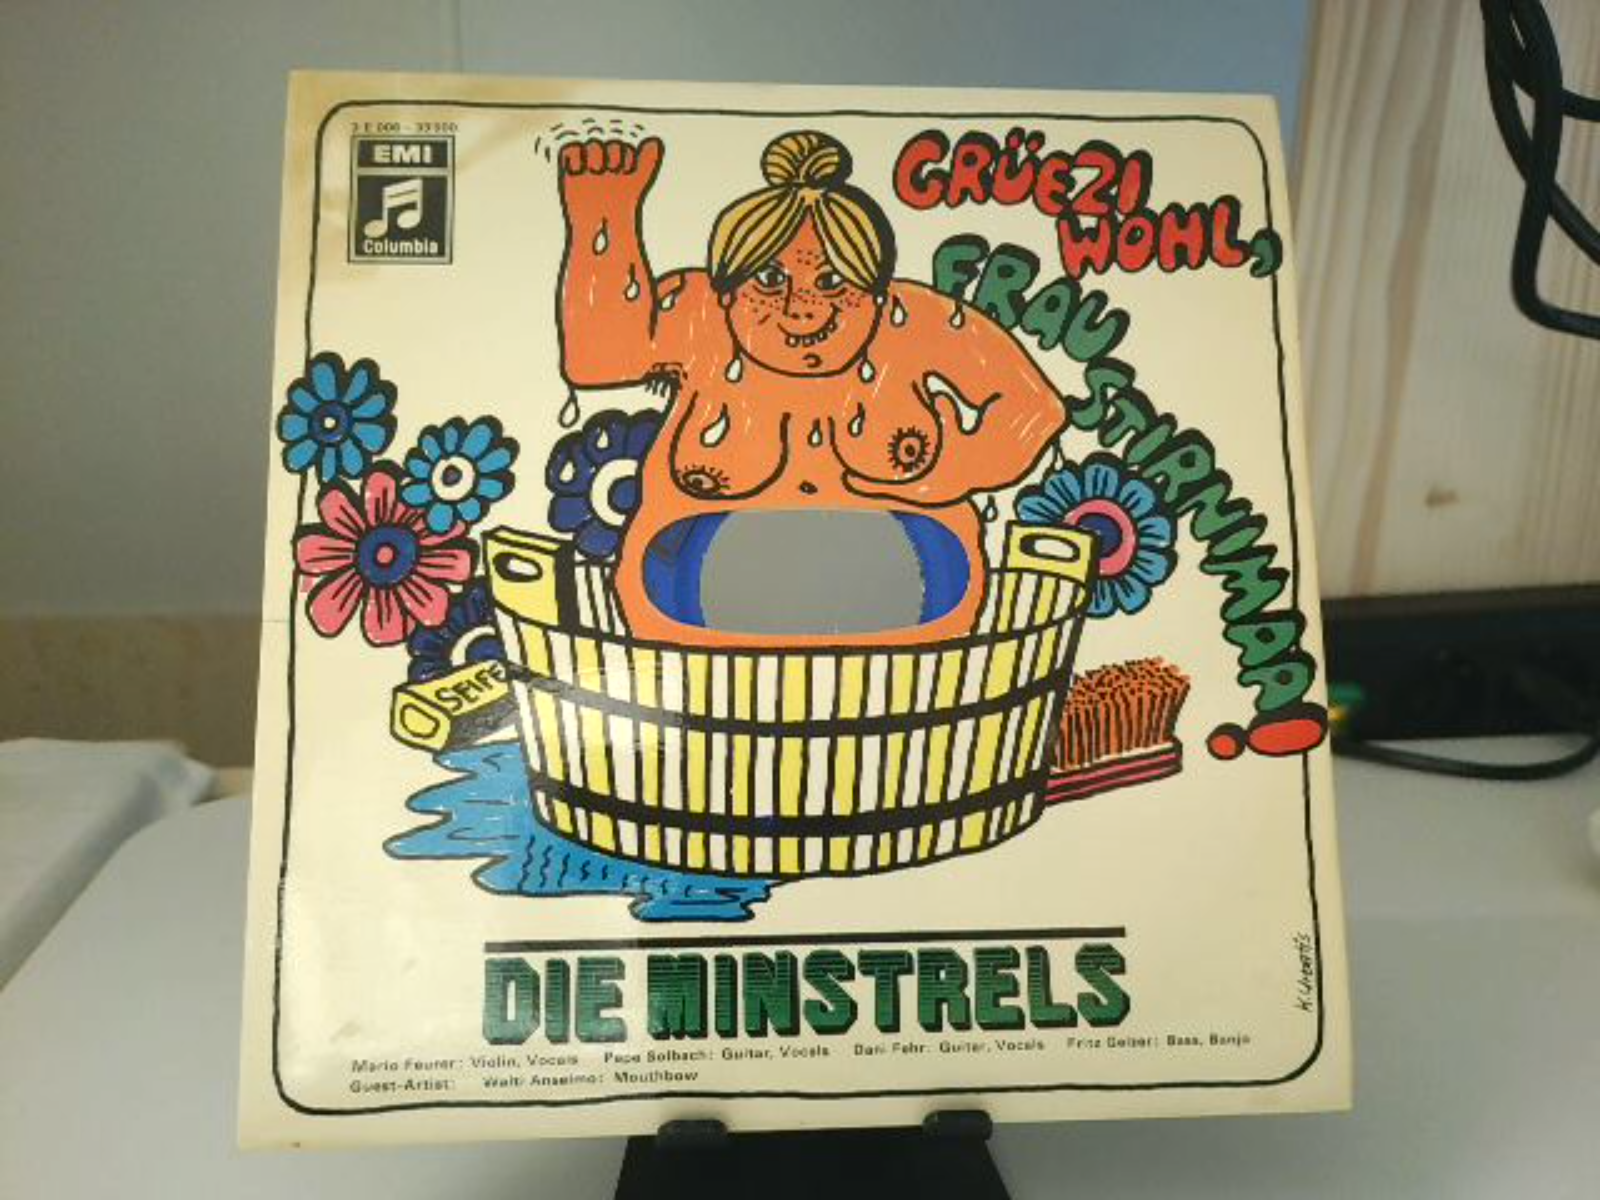 EMI
Columbia
GRÜEZI
WOHL,
FRAU
STIRNIMAA!
SEIFE
DIE MINSTRELS
Mario Feurer: Violin, Vocals Pepe Solbach: Guitar, Vocals Dani Fehr: Guitar, Vocals Fritz Geiser: Bass, Banjo
Guest-Artist: Walti Anselmo: Mouthbow